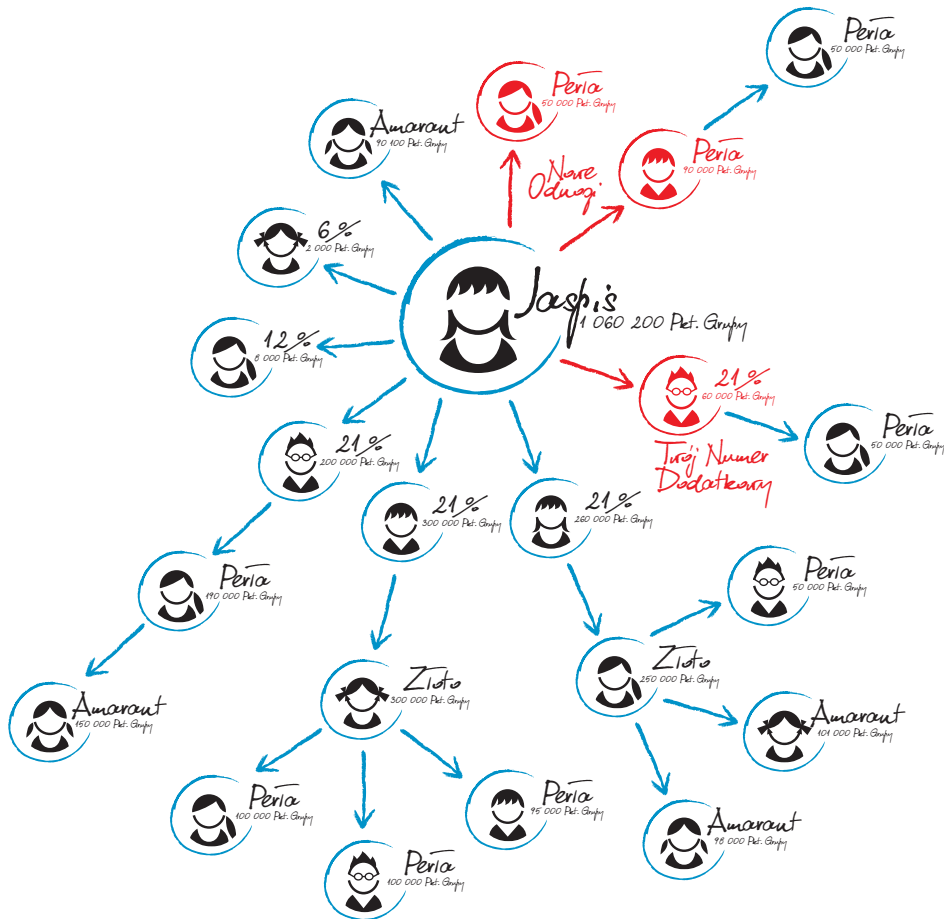 Perła
50 000 Pkt. Grupy
Perła
50 000 Pkt. Grupy
Amarant
90 100 Pkt. Grupy
Perła
90 000 Pkt. Grupy
Nowe
Odnogi
6%
2 000 Pkt. Grupy
Jaspis
1 060 200 Pkt. Grupy
12%
8 000 Pkt. Grupy
21%
60 000 Pkt. Grupy
Perła
50 000 Pkt. Grupy
21%
200 000 Pkt. Grupy
Twój Numer
Dodatkowy
21%
300 000 Pkt. Grupy
21%
260 000 Pkt. Grupy
Perła
190 000 Pkt. Grupy
Perła
50 000 Pkt. Grupy
Złoto
300 000 Pkt. Grupy
Złoto
250 000 Pkt. Grupy
Amarant
150 000 Pkt. Grupy
Amarant
101 000 Pkt. Grupy
Perła
100 000 Pkt. Grupy
Perła
95 000 Pkt. Grupy
Amarant
98 000 Pkt. Grupy
Perła
100 000 Pkt. Grupy